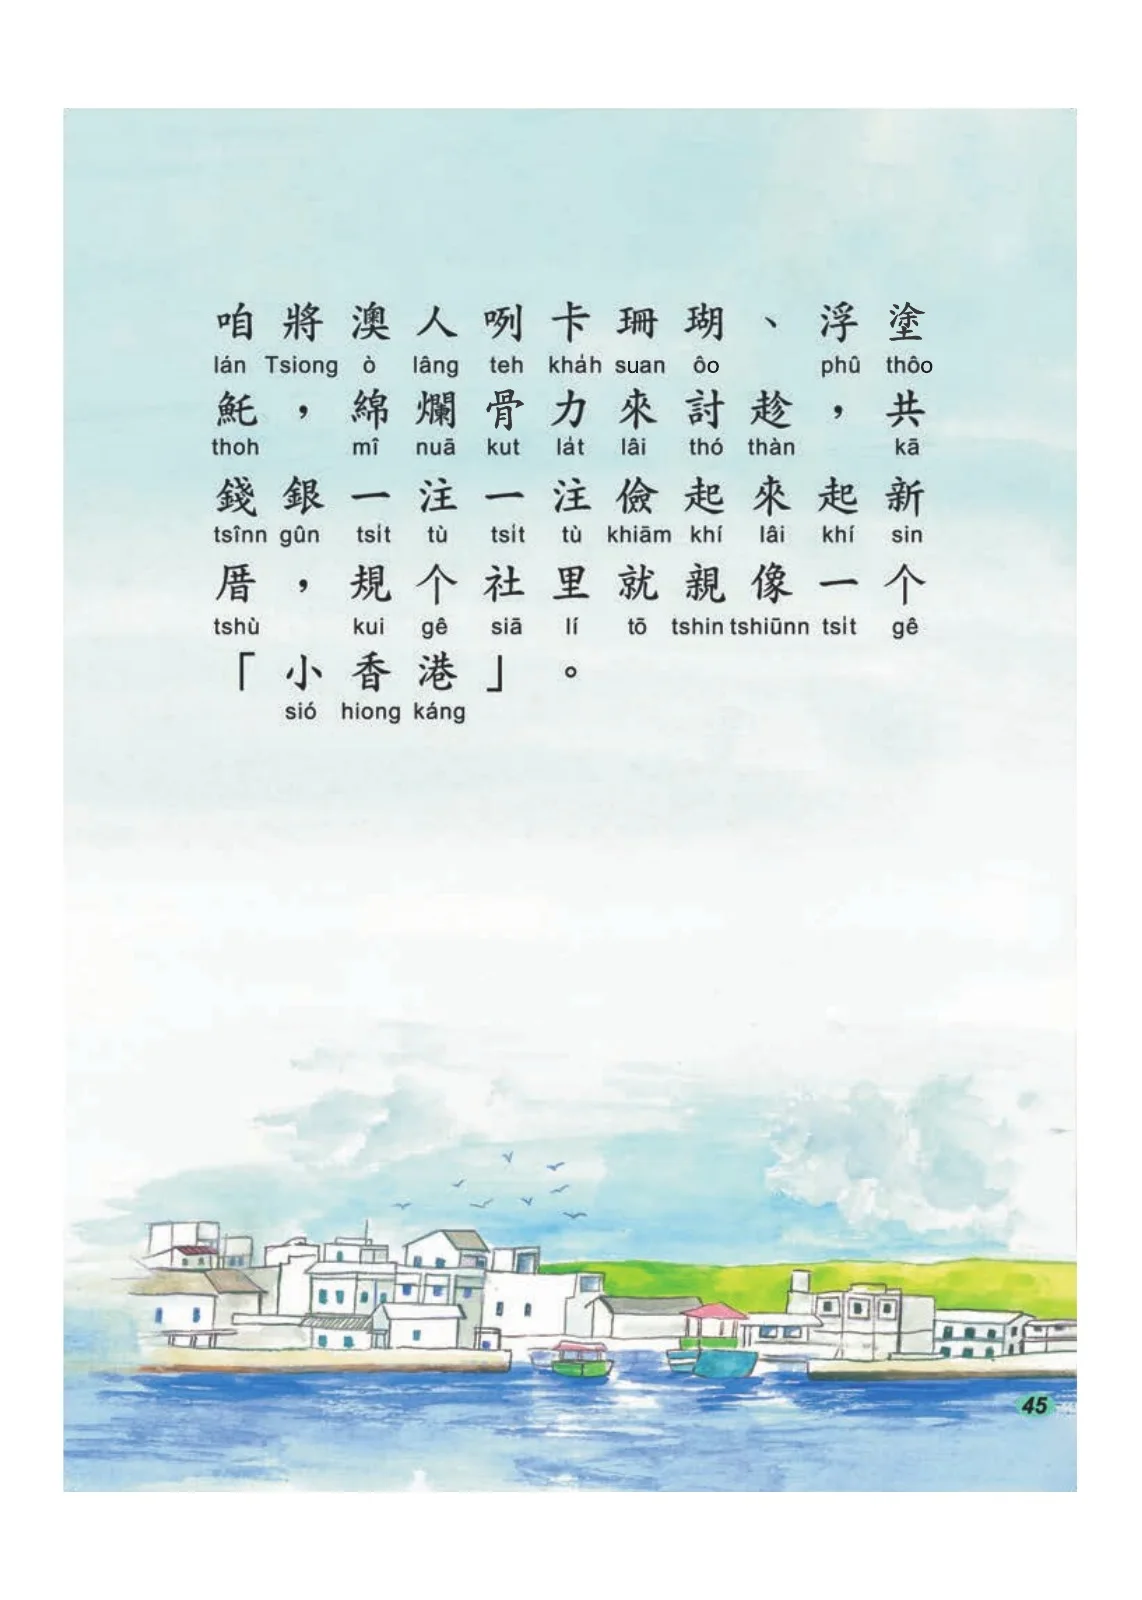 咱將澳人咧卡珊瑚、浮塗
lán Tsiong ò lâng teh kha̍h suan ôo phû thôo
魠，綿爛骨力來討趁，共
thoh mî nuā kut la̍t lâi thó thàn kā
錢銀一注一注儉起來起新
tsînn gûn tsi̍t tù tsi̍t tù khiām khí lâi khí sin
厝，規个社里就親像一个
tshù kui gê siā lí tō tshin tshiūnn tsi̍t gê
「小香港」。
sió hiong káng
45